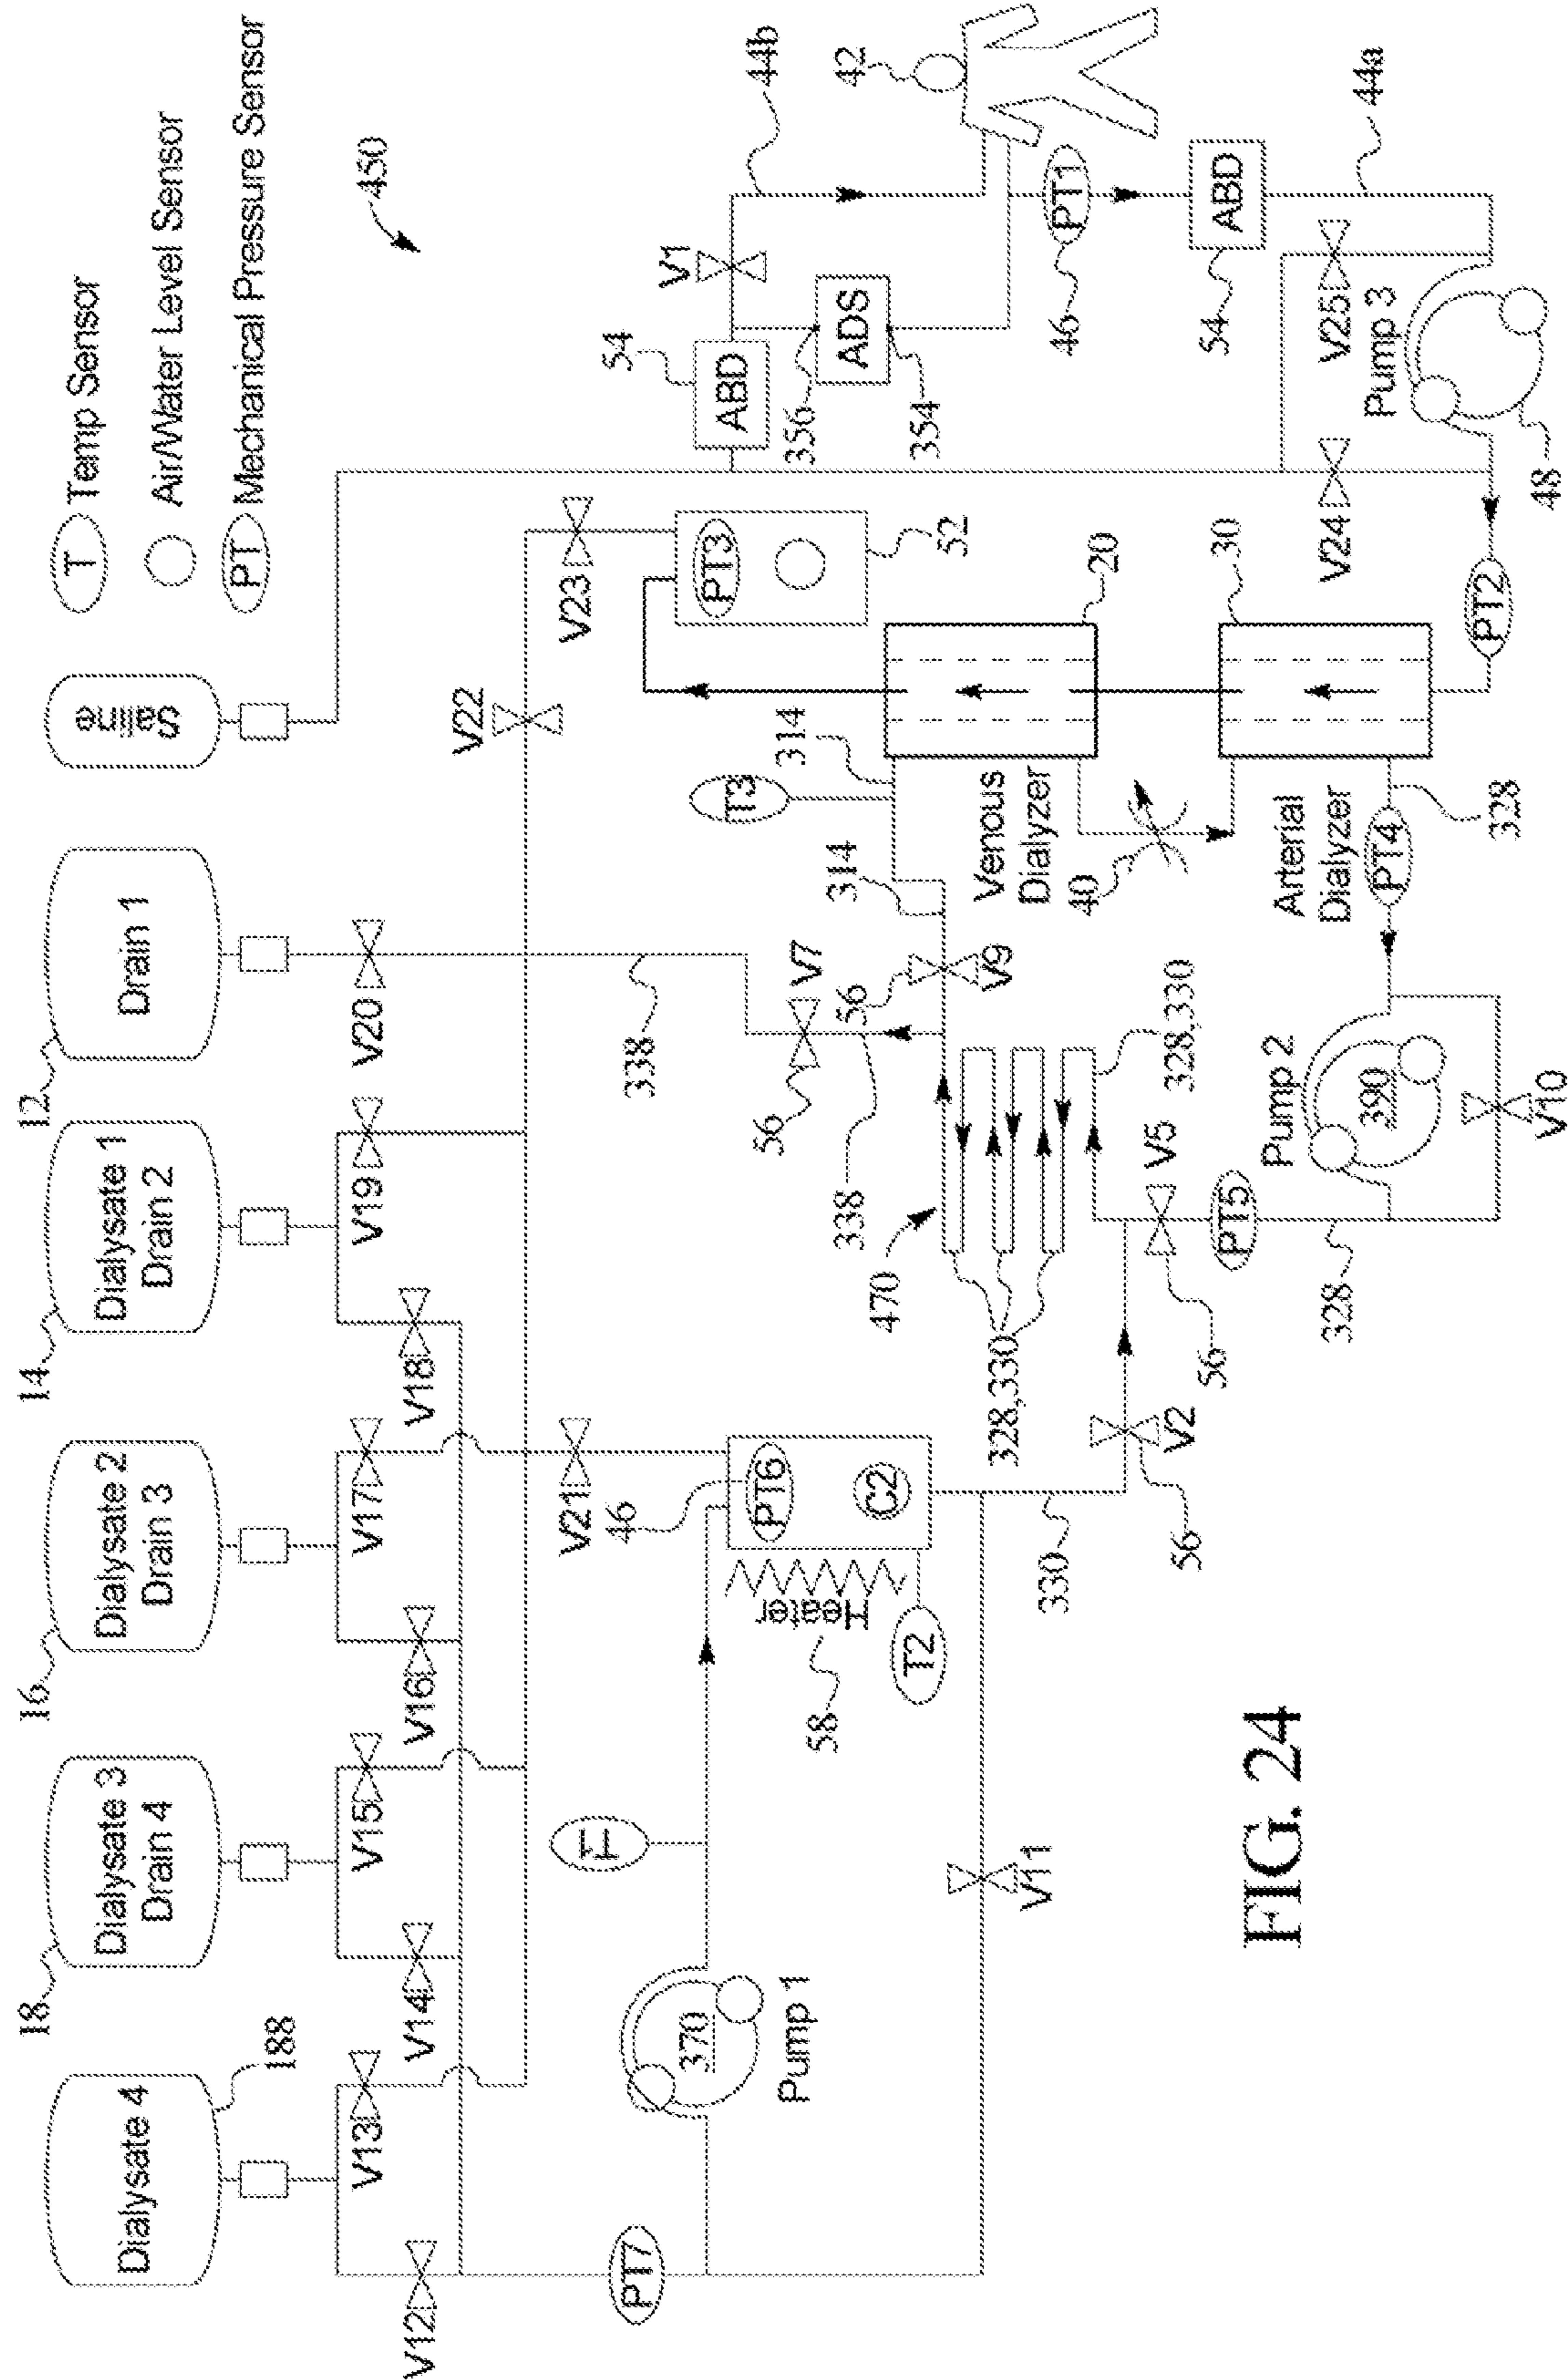 T Temp Sensor
Air/Water Level Sensor
PT Mechanical Pressure Sensor
450
Dialysate 4
188
18
Dialysate 3
Drain 4
16
Dialysate 2
Drain 3
14
Dialysate 1
Drain 2
12
Drain 1
Saline
V12
V13
V14
V15
V16
V17
V18
V19
V20
V22
V23
V21
PT7
T1
370
Pump 1
V11
PT6
46
C2
Heater
58
T2
330
V2
56
470
328,330
328,330
338
V7
56
338
56
V9
314
314
T3
PT3
52
Venous
Dialyzer
20
40
Arterial
Dialyzer
30
328
PT4
PT2
V5
56
PT5
328
Pump 2
390
V10
54
ABD
V1
44b
356
ADS
354
42
PT1
46
ABD
54
44a
V24
V25
Pump 3
48
FIG. 24